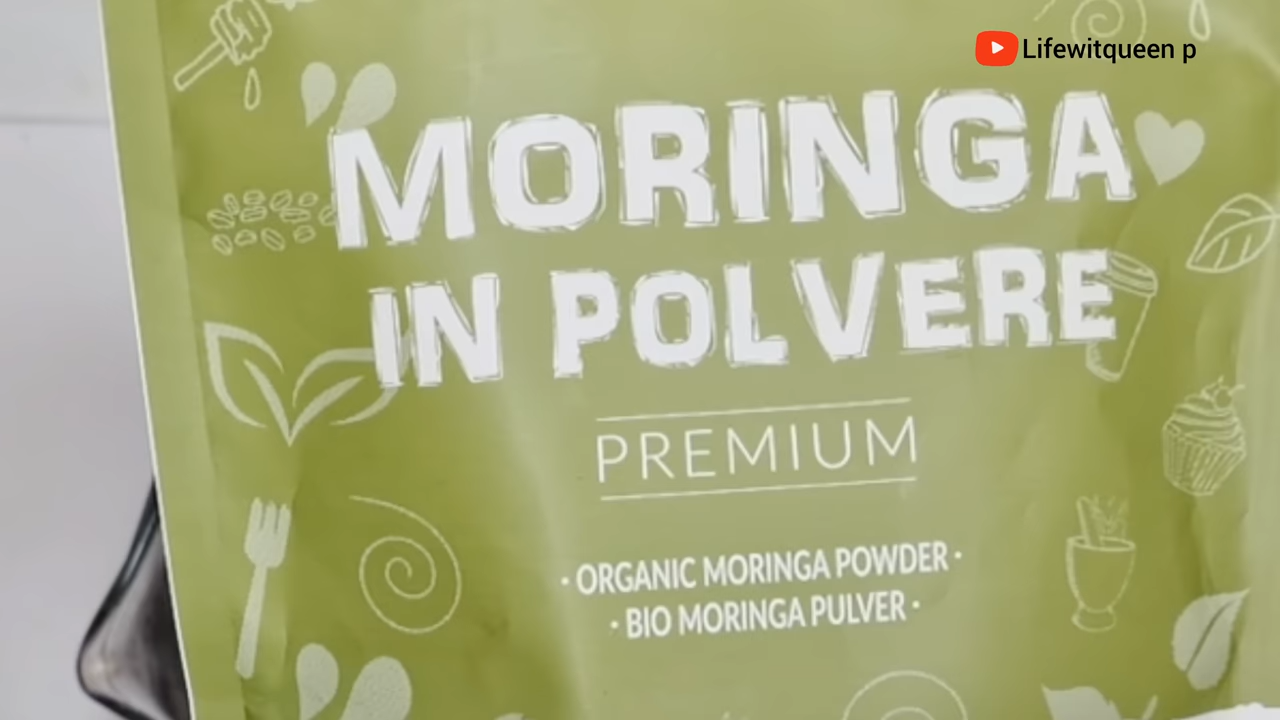 Lifewitqueen p
MORINGA
IN POLVERE
PREMIUM
· ORGANIC MORINGA POWDER ·
· BIO MORINGA PULVER ·